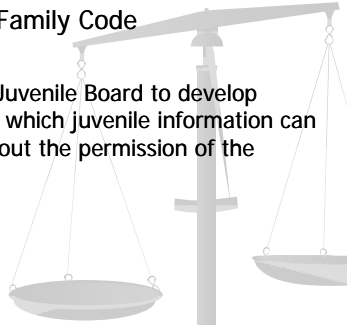 Family Code
Juvenile Board to develop
which juvenile information can
out the permission of the